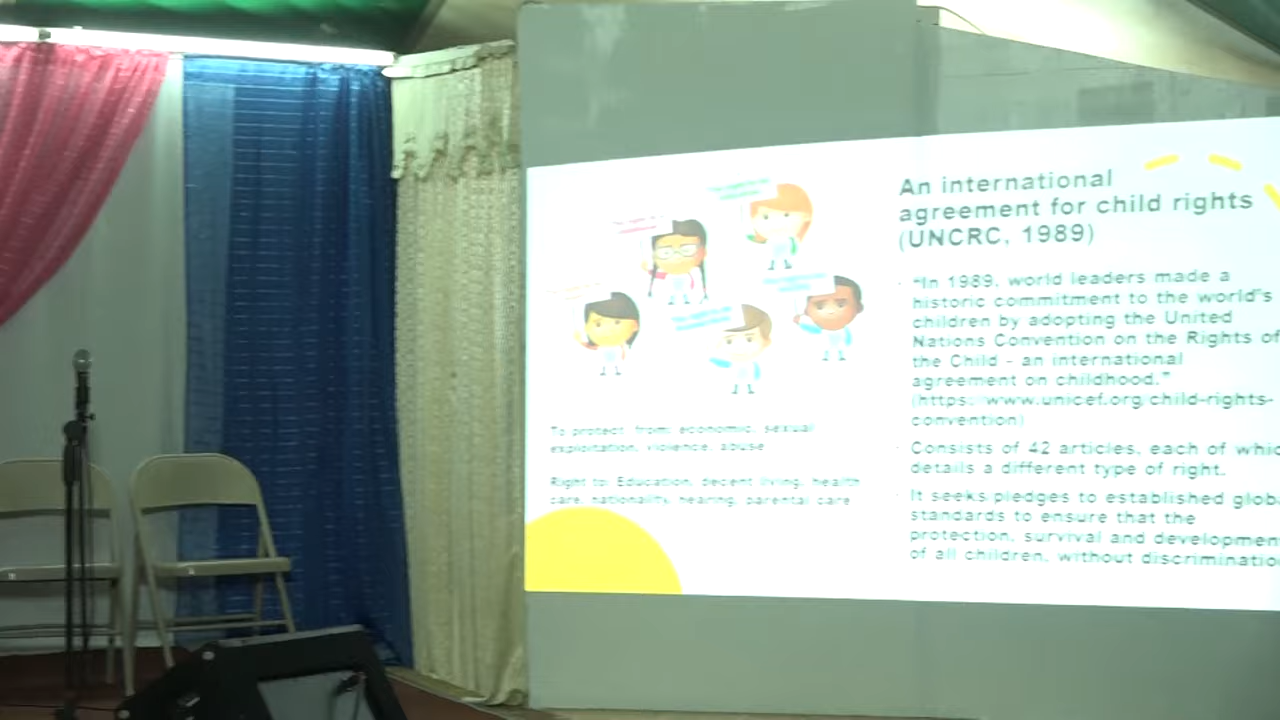 An international
agreement for child rights
(UNCRC, 1989)
"In 1989, world leaders made a
historic commitment to the world's
children by adopting the United
Nations Convention on the Rights of
the Child - an international
agreement on childhood."
(https://www.unicef.org/child-rights-
convention)
Consists of 42 articles, each of whic
details a different type of right.
It seeks pledges to established glob
standards to ensure that the
protection, survival and developmen
of all children, without discriminatio
To protect from: economic, sexual
exploitation, violence, abuse
Right to: Education, decent living, health
care, nationality, hearing, parental care